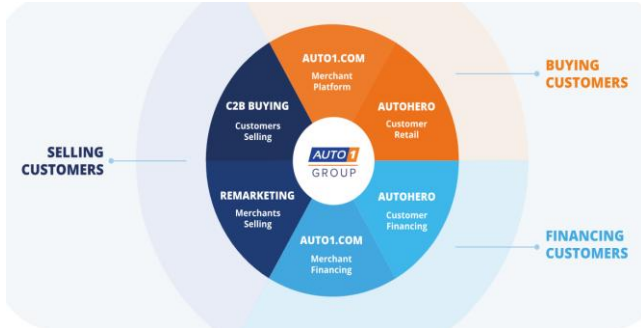 AUTO1.COM
Merchant
Platform
BUYING
CUSTOMERS
C2B BUYING
Customers
Selling
AUTOHERO
Customer
Retail
SELLING
CUSTOMERS
AUTO1
GROUP
REMARKETING
Merchants
Selling
AUTOHERO
Customer
Financing
AUTO1.COM
Merchant
Financing
FINANCING
CUSTOMERS